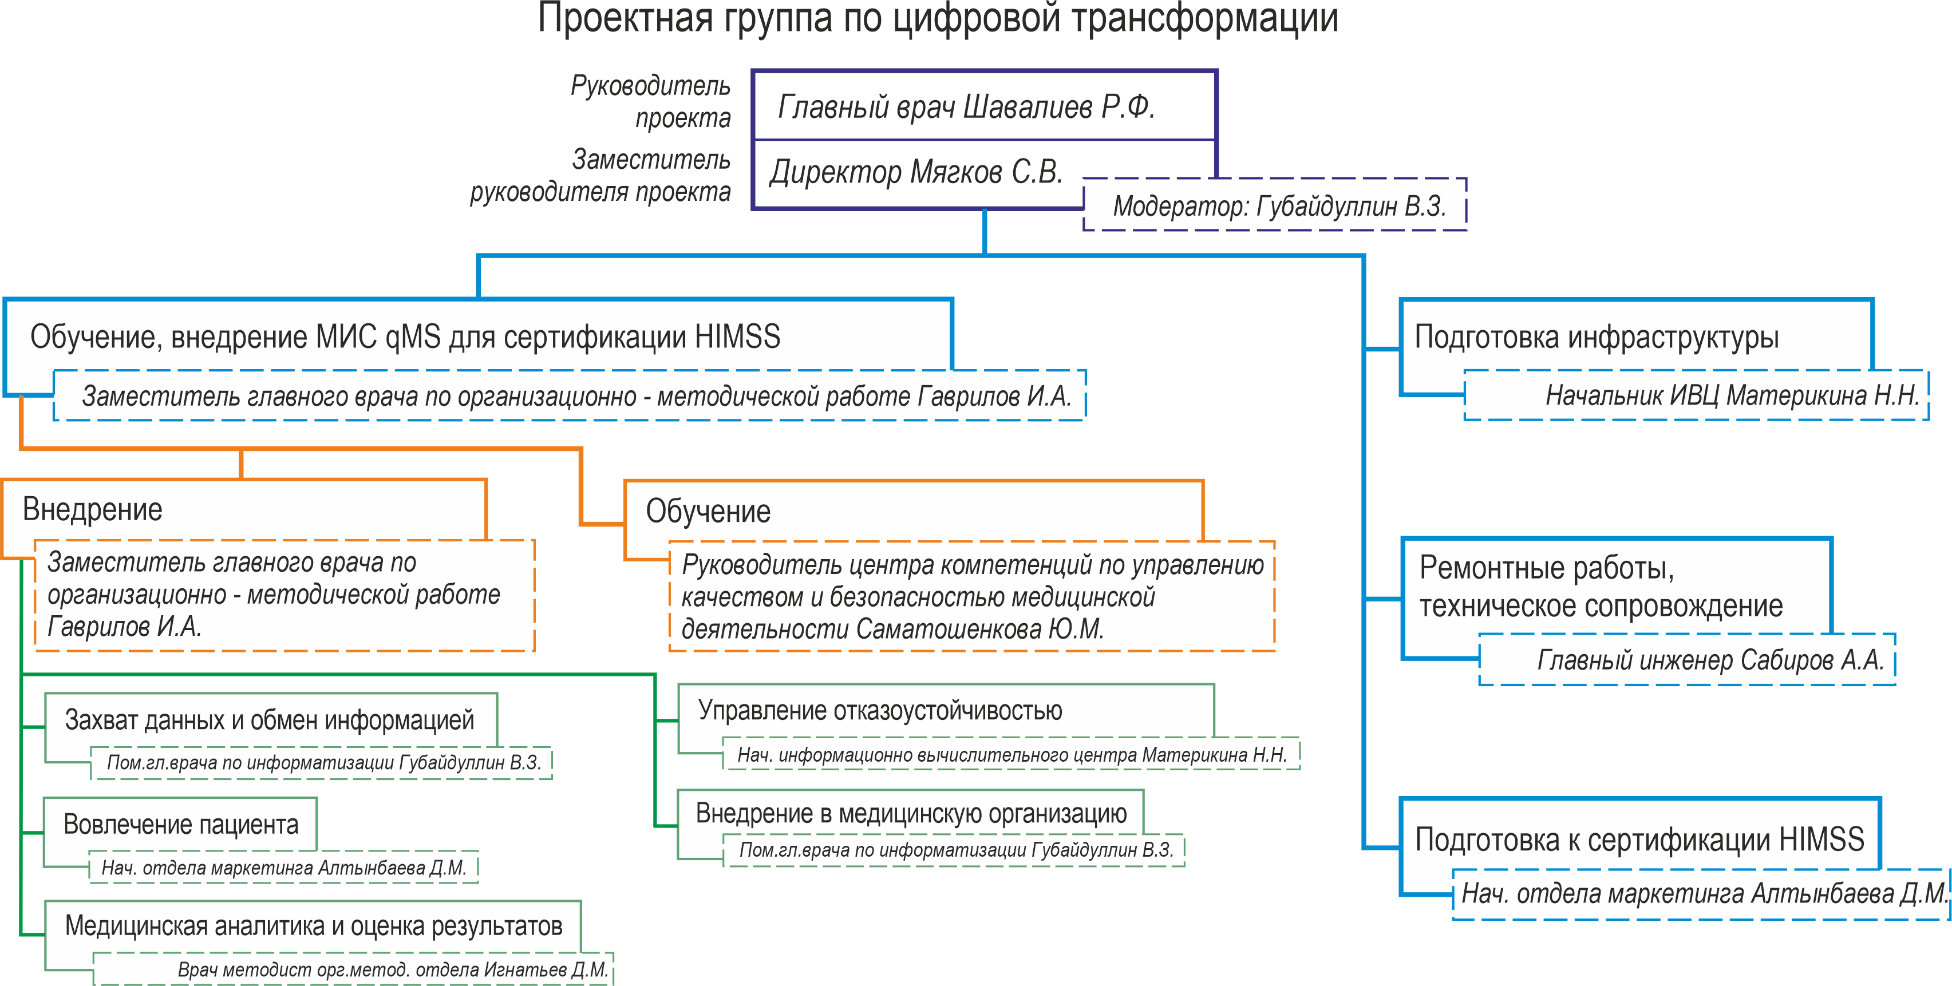 Проектная группа по цифровой трансформации
Руководитель
проекта
Главный врач Шавалиев Р.Ф.
Заместитель
руководителя проекта
Директор Мягков С.В.
Модератор: Губайдуллин В.З.
Обучение, внедрение МИС qMS для сертификации HIMSS
Заместитель главного врача по организационно - методической работе Гаврилов И.А.
Подготовка инфраструктуры
Начальник ИВЦ Материкина Н.Н.
Внедрение
Заместитель главного врача по
организационно - методической работе
Гаврилов И.А.
Обучение
Руководитель центра компетенций по управлению
качеством и безопасностью медицинской
деятельности Саматошенкова Ю.М.
Ремонтные работы,
техническое сопровождение
Главный инженер Сабиров А.А.
Захват данных и обмен информацией
Пом.гл.врача по информатизации Губайдуллин В.З.
Вовлечение пациента
Нач. отдела маркетинга Алтынбаева Д.М.
Медицинская аналитика и оценка результатов
Врач методист орг.метод. отдела Игнатьев Д.М.
Управление отказоустойчивостью
Нач. информационно вычислительного центра Материкина Н.Н.
Внедрение в медицинскую организацию
Пом.гл.врача по информатизации Губайдуллин В.З.
Подготовка к сертификации HIMSS
Нач. отдела маркетинга Алтынбаева Д.М.